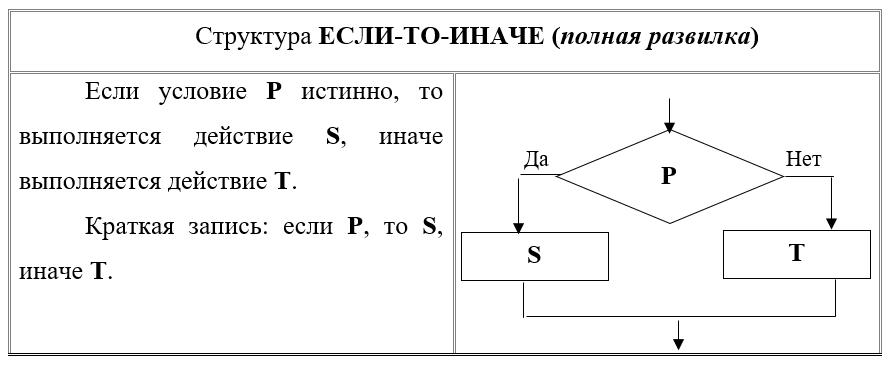 Структура ЕСЛИ-ТО-ИНАЧЕ (полная развилка)
Если условие P истинно, то
выполняется действие S, иначе
выполняется действие T.
Краткая запись: если P, то S,
иначе T.
Да
P
Нет
S
T